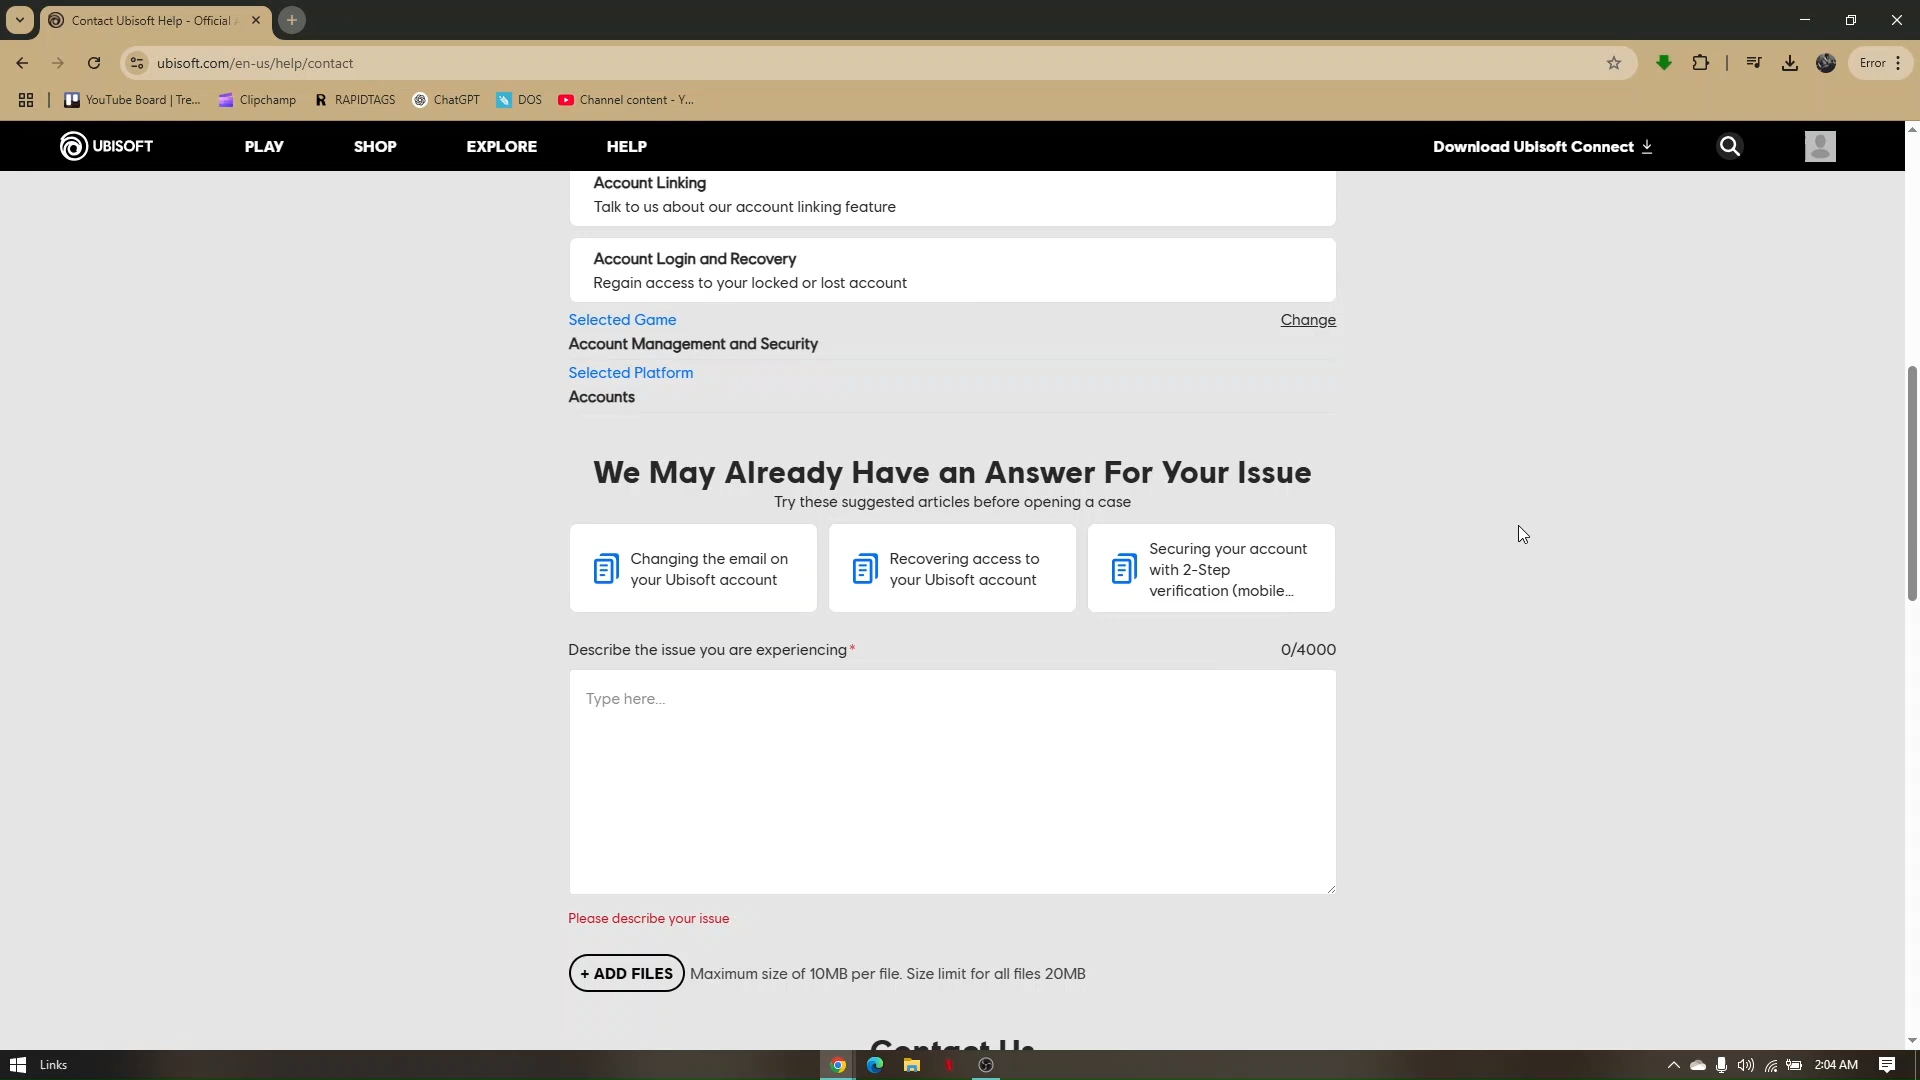 Contact Ubisoft Help - Official
ubisoft.com/en-us/help/contact
Error
YouTube Board | Tre...
Clipchamp
RAPIDTAGS
ChatGPT
DOS
Channel content - Y...
UBISOFT
PLAY
SHOP
EXPLORE
HELP
Download Ubisoft Connect
Account Linking
Talk to us about our account linking feature
Account Login and Recovery
Regain access to your locked or lost account
Selected Game
Change
Account Management and Security
Selected Platform
Accounts
We May Already Have an Answer For Your Issue
Try these suggested articles before opening a case
Changing the email on
your Ubisoft account
Recovering access to
your Ubisoft account
Securing your account
with 2-Step
verification (mobile...
Describe the issue you are experiencing*
0/4000
Type here...
Please describe your issue
+ ADD FILES
Maximum size of 10MB per file. Size limit for all files 20MB
Contact Us
Links
2:04 AM